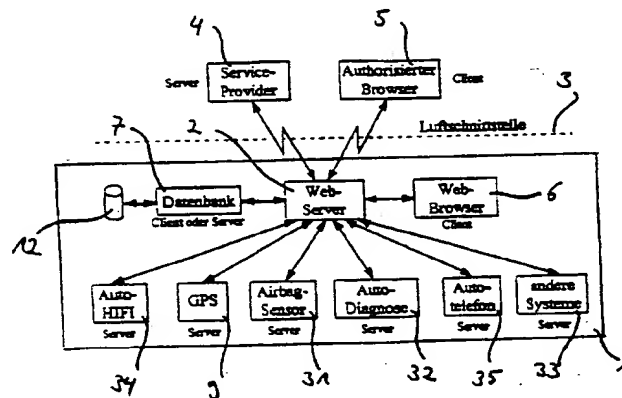 4
5
Server
Service-
Provider
Authorisierter
Browser
Client
3
7
2
Luftschnittstelle
12
Datenbank
Client oder Server
Web-
Server
Web-
Browser
Client
6
Auto-
HIFI
Server
GPS
Server
Airbag-
Sensor
Server
Auto-
Diagnose
Server
Auto-
telefon
Server
andere
Systeme
Server
34
9
31
32
35
33